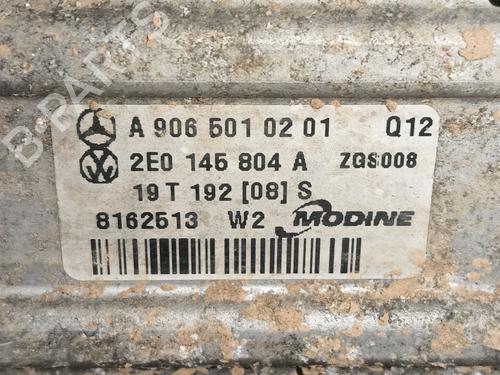 A 906 501 02 01 Q12
2E0 145 804 A ZGS008
19 T 192 [08] S
8162513 W2 MODINE
B-PARTS